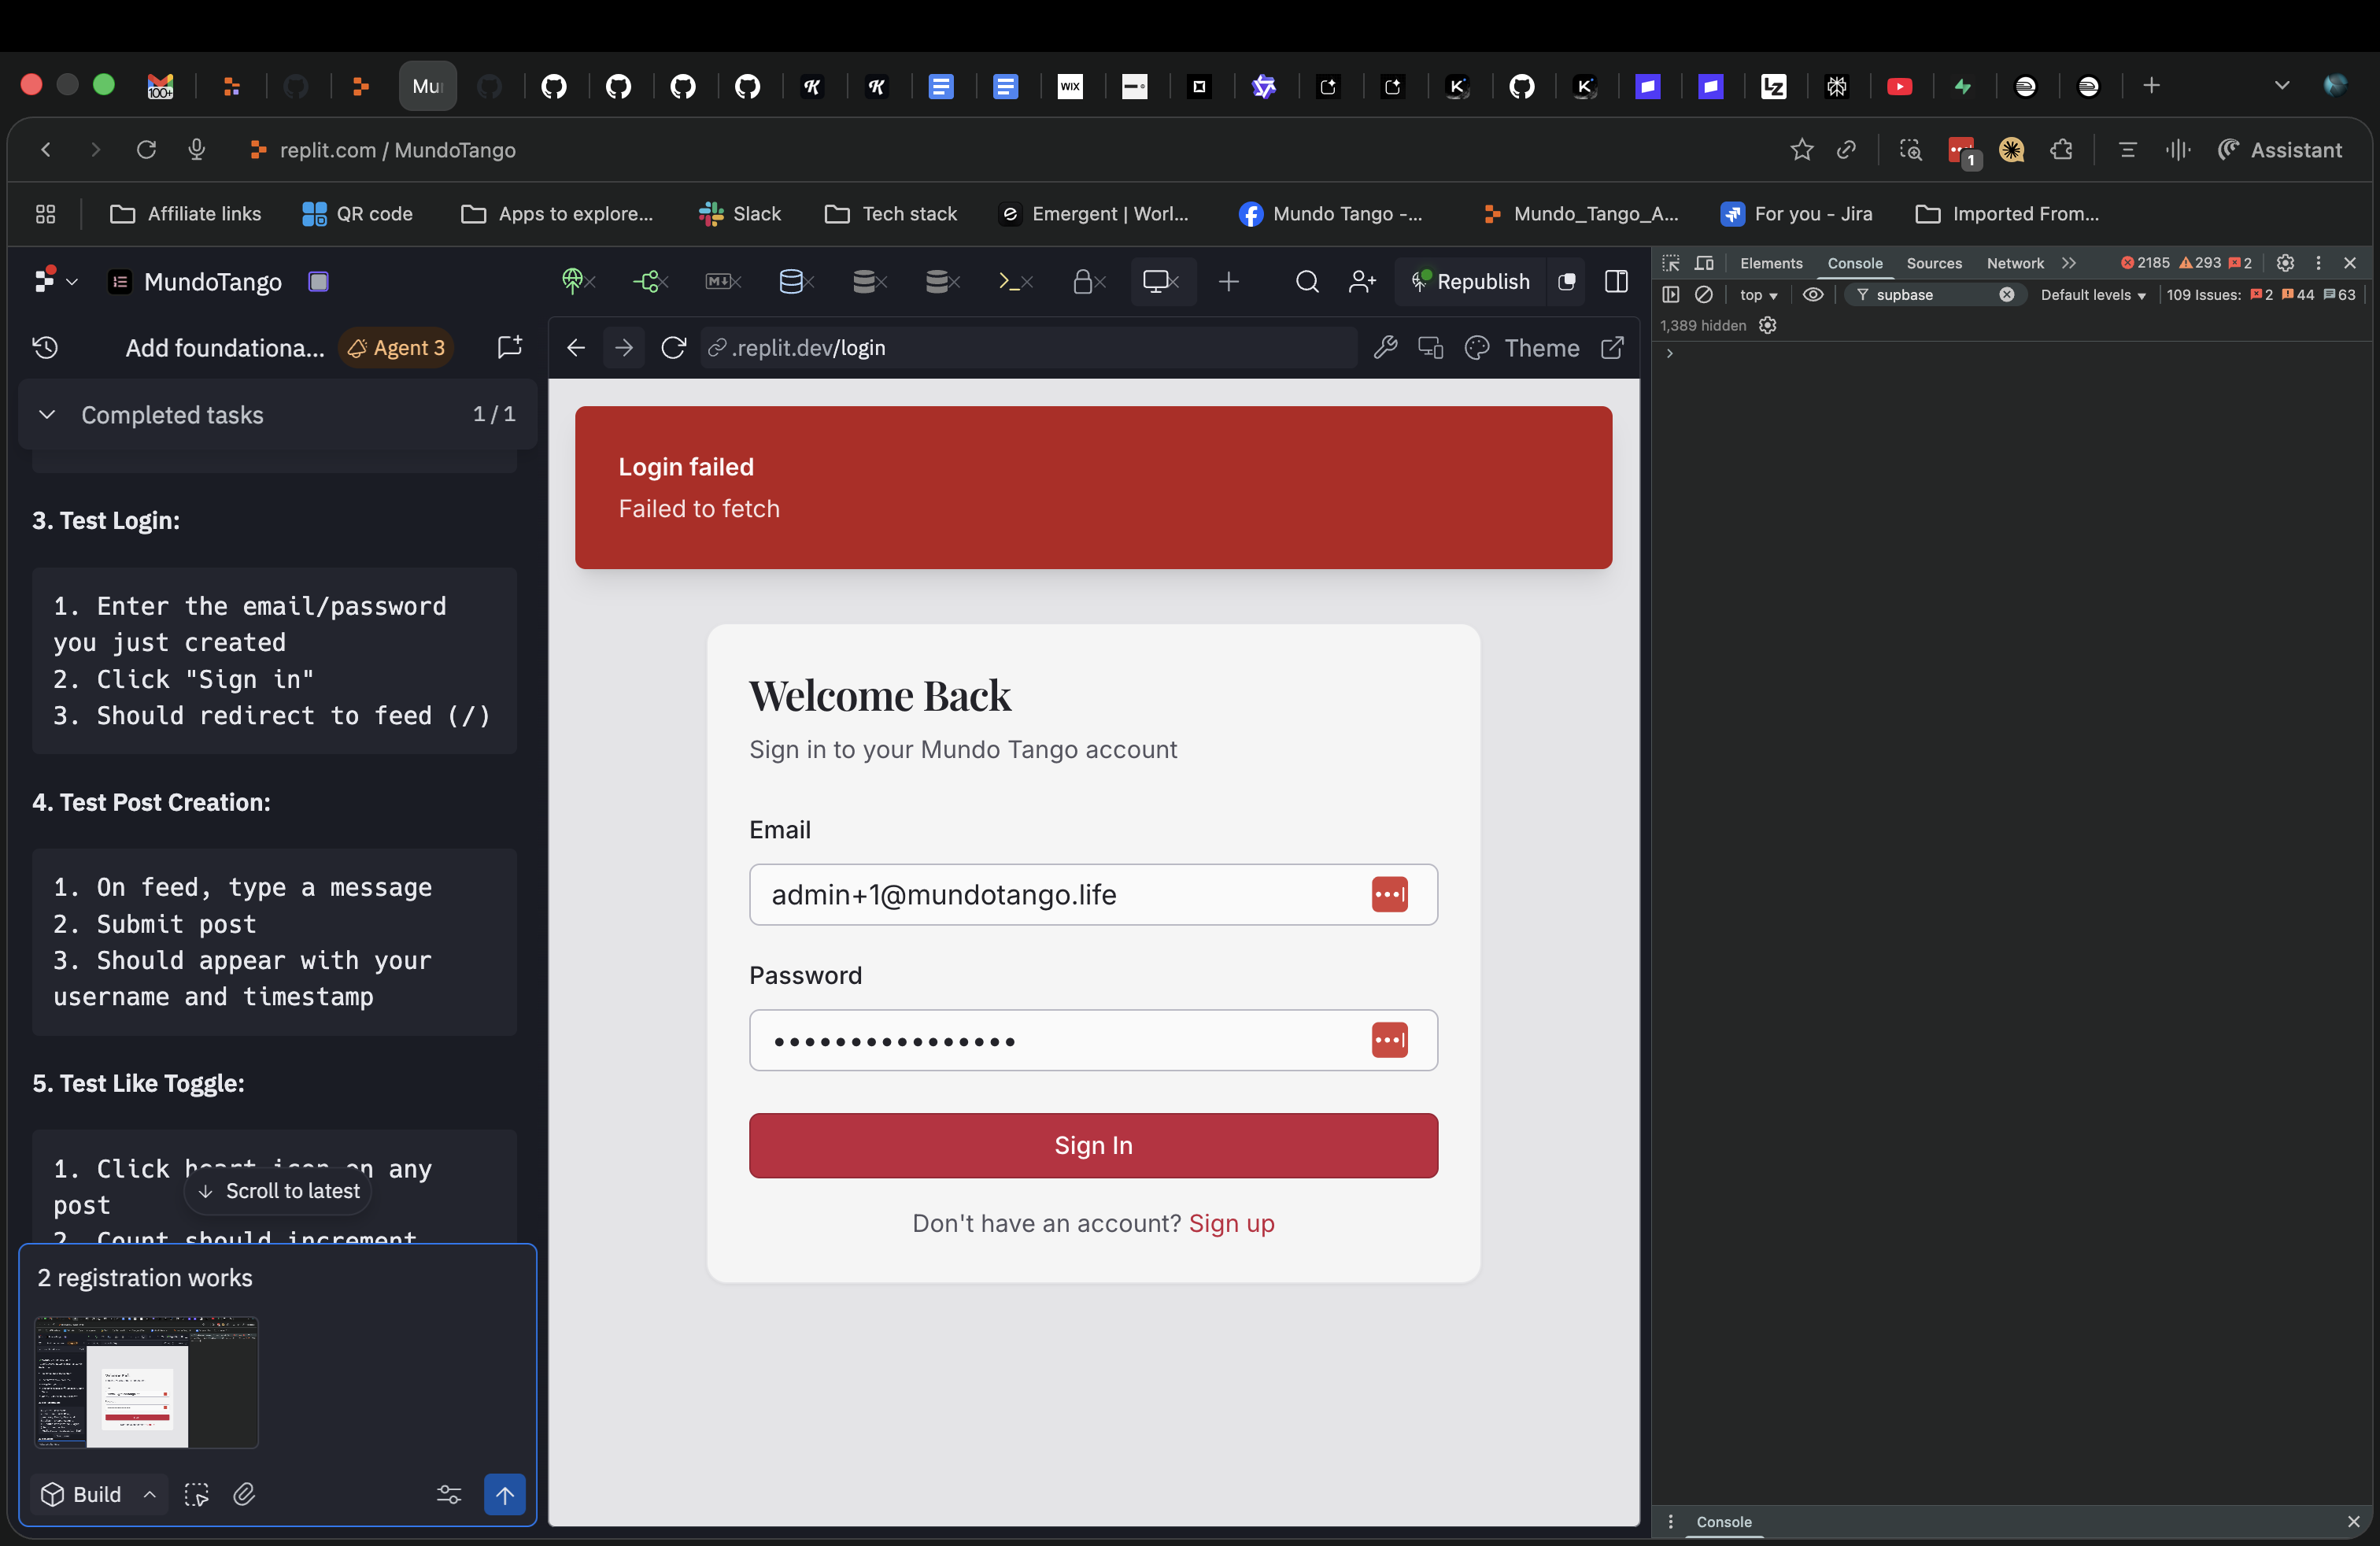 100+
Mu
WIX
LZ
replit.com / MundoTango
1
Assistant
Affiliate links
QR code
Apps to explore...
Slack
Tech stack
Emergent | Worl...
Mundo Tango -...
Mundo_Tango_A...
For you - Jira
Imported From...
MundoTango
Republish
Elements
Console
Sources
Network
2185
293
2
top
supbase
Default levels
109 Issues:
2
44
63
1,389 hidden
Add foundationa...
Agent 3
.replit.dev/login
Theme
Completed tasks
1 / 1
3. Test Login:
1. Enter the email/password
you just created
2. Click "Sign in"
3. Should redirect to feed (/)
4. Test Post Creation:
1. On feed, type a message
2. Submit post
3. Should appear with your
username and timestamp
5. Test Like Toggle:
1. Click heart icon on any
post
2. Count should increment
Scroll to latest
2 registration works
Build
Login failed
Failed to fetch
Welcome Back
Sign in to your Mundo Tango account
Email
admin+1@mundotango.life
Password
Sign In
Don't have an account? Sign up
Console